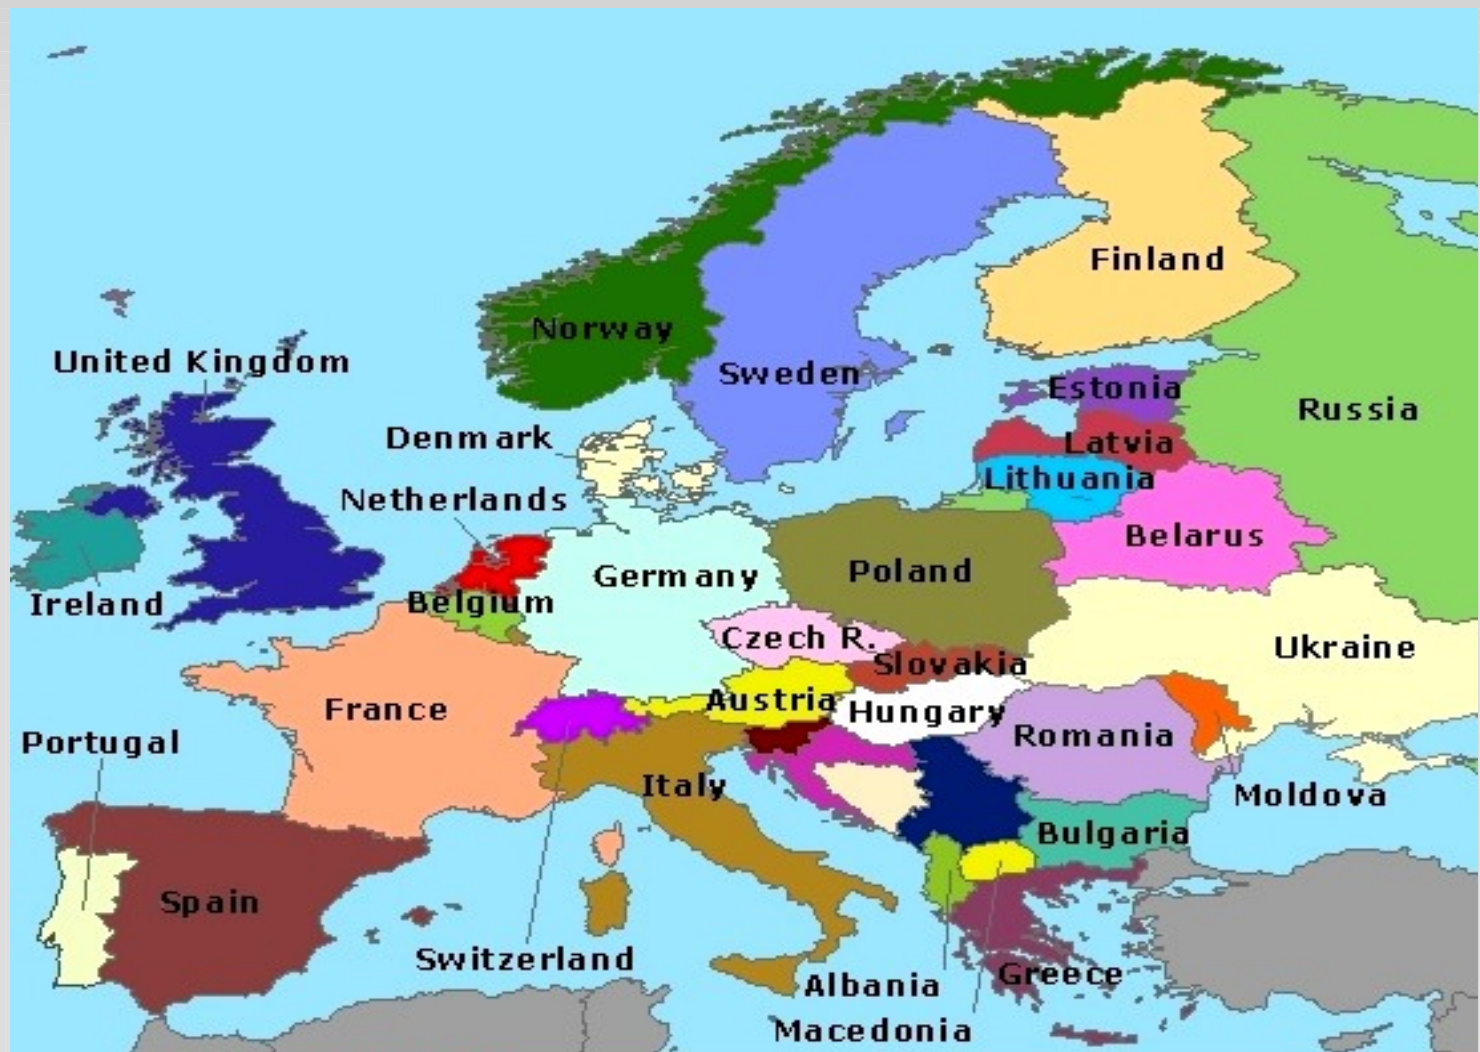 Finland
Norway
United Kingdom
Sweden
Estonia
Russia
Denmark
Latvia
Lithuania
Netherlands
Belarus
Poland
Germany
Ireland
Belgium
Czech R.
Ukraine
Slovakia
Austria
France
Hungary
Romania
Portugal
Italy
Moldova
Bulgaria
Spain
Switzerland
Greece
Albania
Macedonia